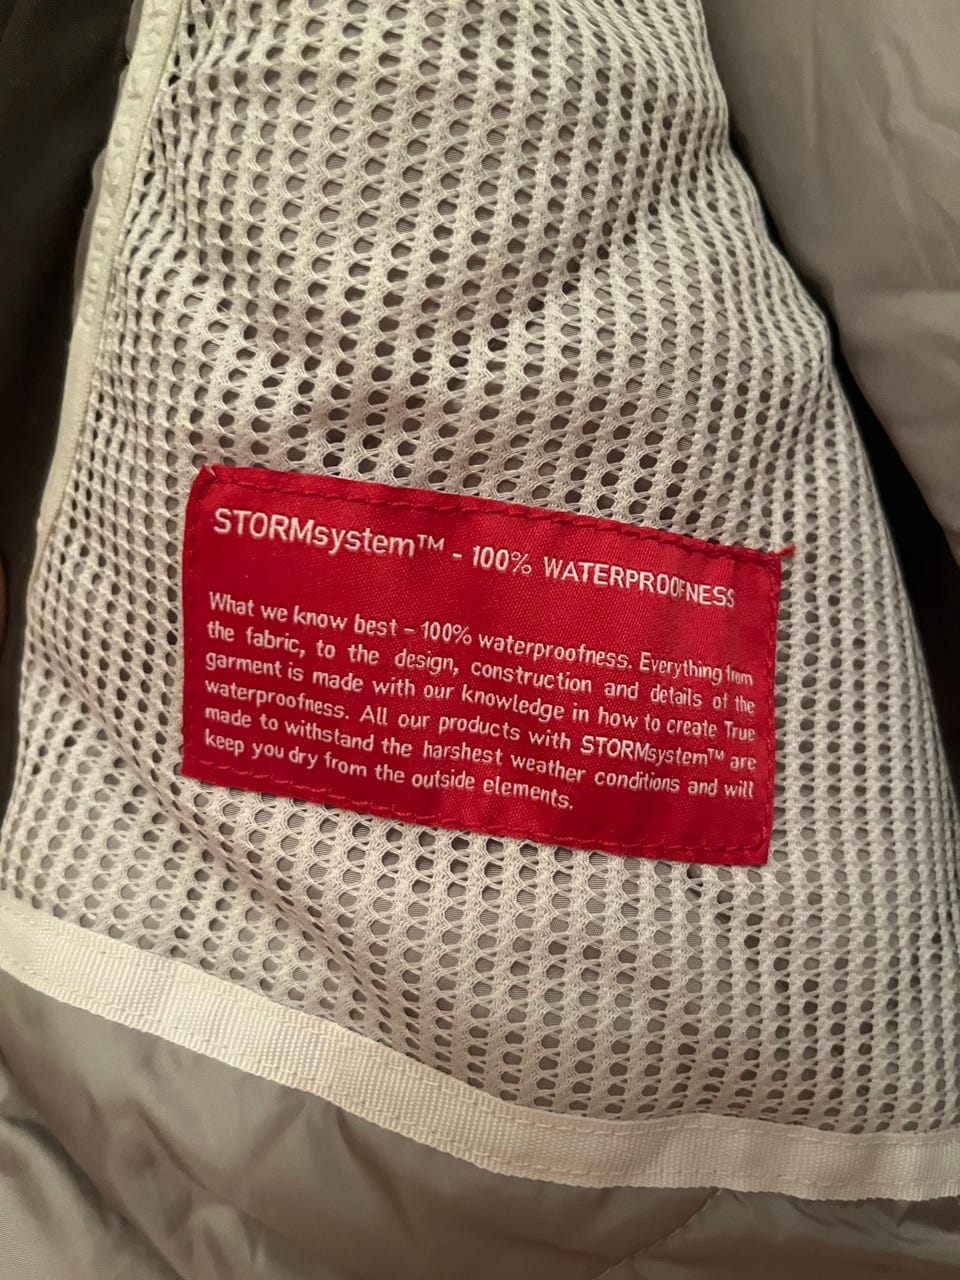 STORMsystem™ - 100% WATERPROOFNESS
What we know best - 100% waterproofness. Everything from
the fabric, to the design, construction and details of the
garment is made with our knowledge in how to create True
waterproofness. All our products with STORMsystem™ are
made to withstand the harshest weather conditions and will
keep you dry from the outside elements.